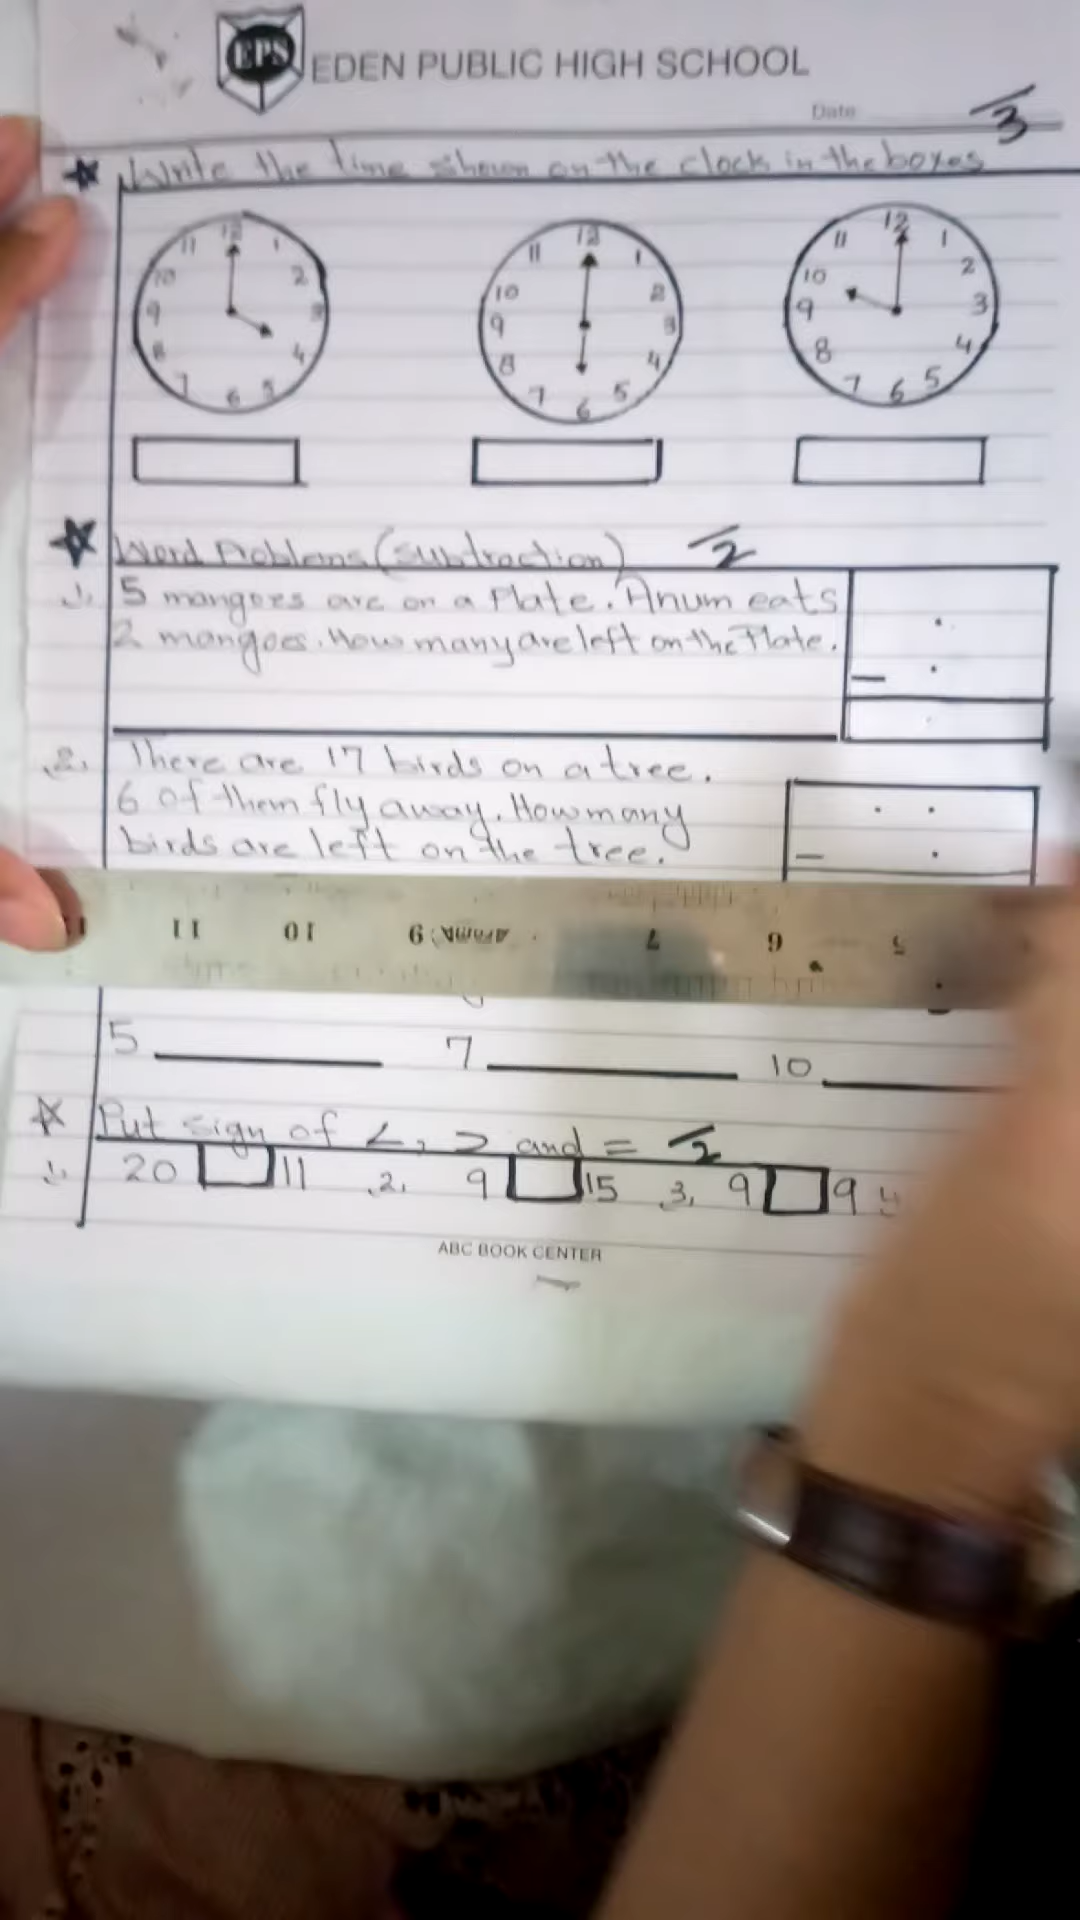 EPS
EDEN PUBLIC HIGH SCHOOL
Date
/3
Write the time shown on the clock in the boxes
12 1 2 3 4 5 6 7 8 9 10 11
12 1 2 3 4 5 6 7 8 9 10 11
12 1 2 3 4 5 6 7 8 9 10 11
Word Problems (Subtraction) /2
1, 5 mangoes are on a Plate. Anum eats
2 mangoes. How many are left on the Plate.
—
2, There are 17 birds on a tree.
6 of them fly away. How many
birds are left on the tree.
—
11 10 9 7 6 5
5 ____ 7 ____ 10 ____
Put sign of <, > and = /2
1, 20 □ 11 2, 9 □ 15 3, 9 □ 9 4
ABC BOOK CENTER